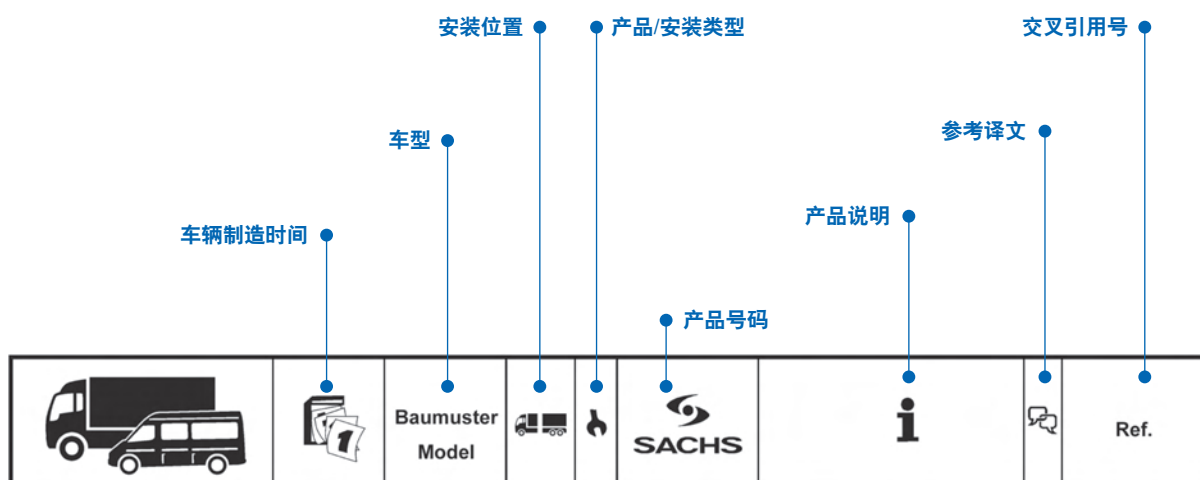 安装位置
产品/安装类型
交叉引用号
参考译文
车型
产品说明
车辆制造时间
产品号码
1
Baumuster
Model
SACHS
i
Ref.